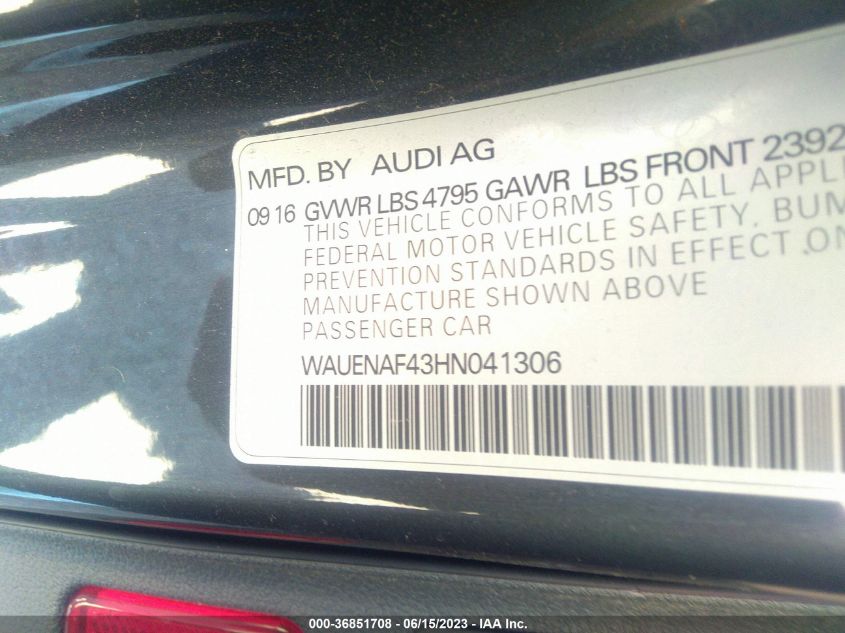 MFD. BY AUDI AG
09 16 GVWR LBS 4795 GAWR LBS FRONT 2392
THIS VEHICLE CONFORMS TO ALL APPLI
FEDERAL MOTOR VEHICLE SAFETY, BUM
PREVENTION STANDARDS IN EFFECT ON
MANUFACTURE SHOWN ABOVE
PASSENGER CAR
WAUENAF43HN041306
000-36851708 - 06/15/2023 - IAA Inc.